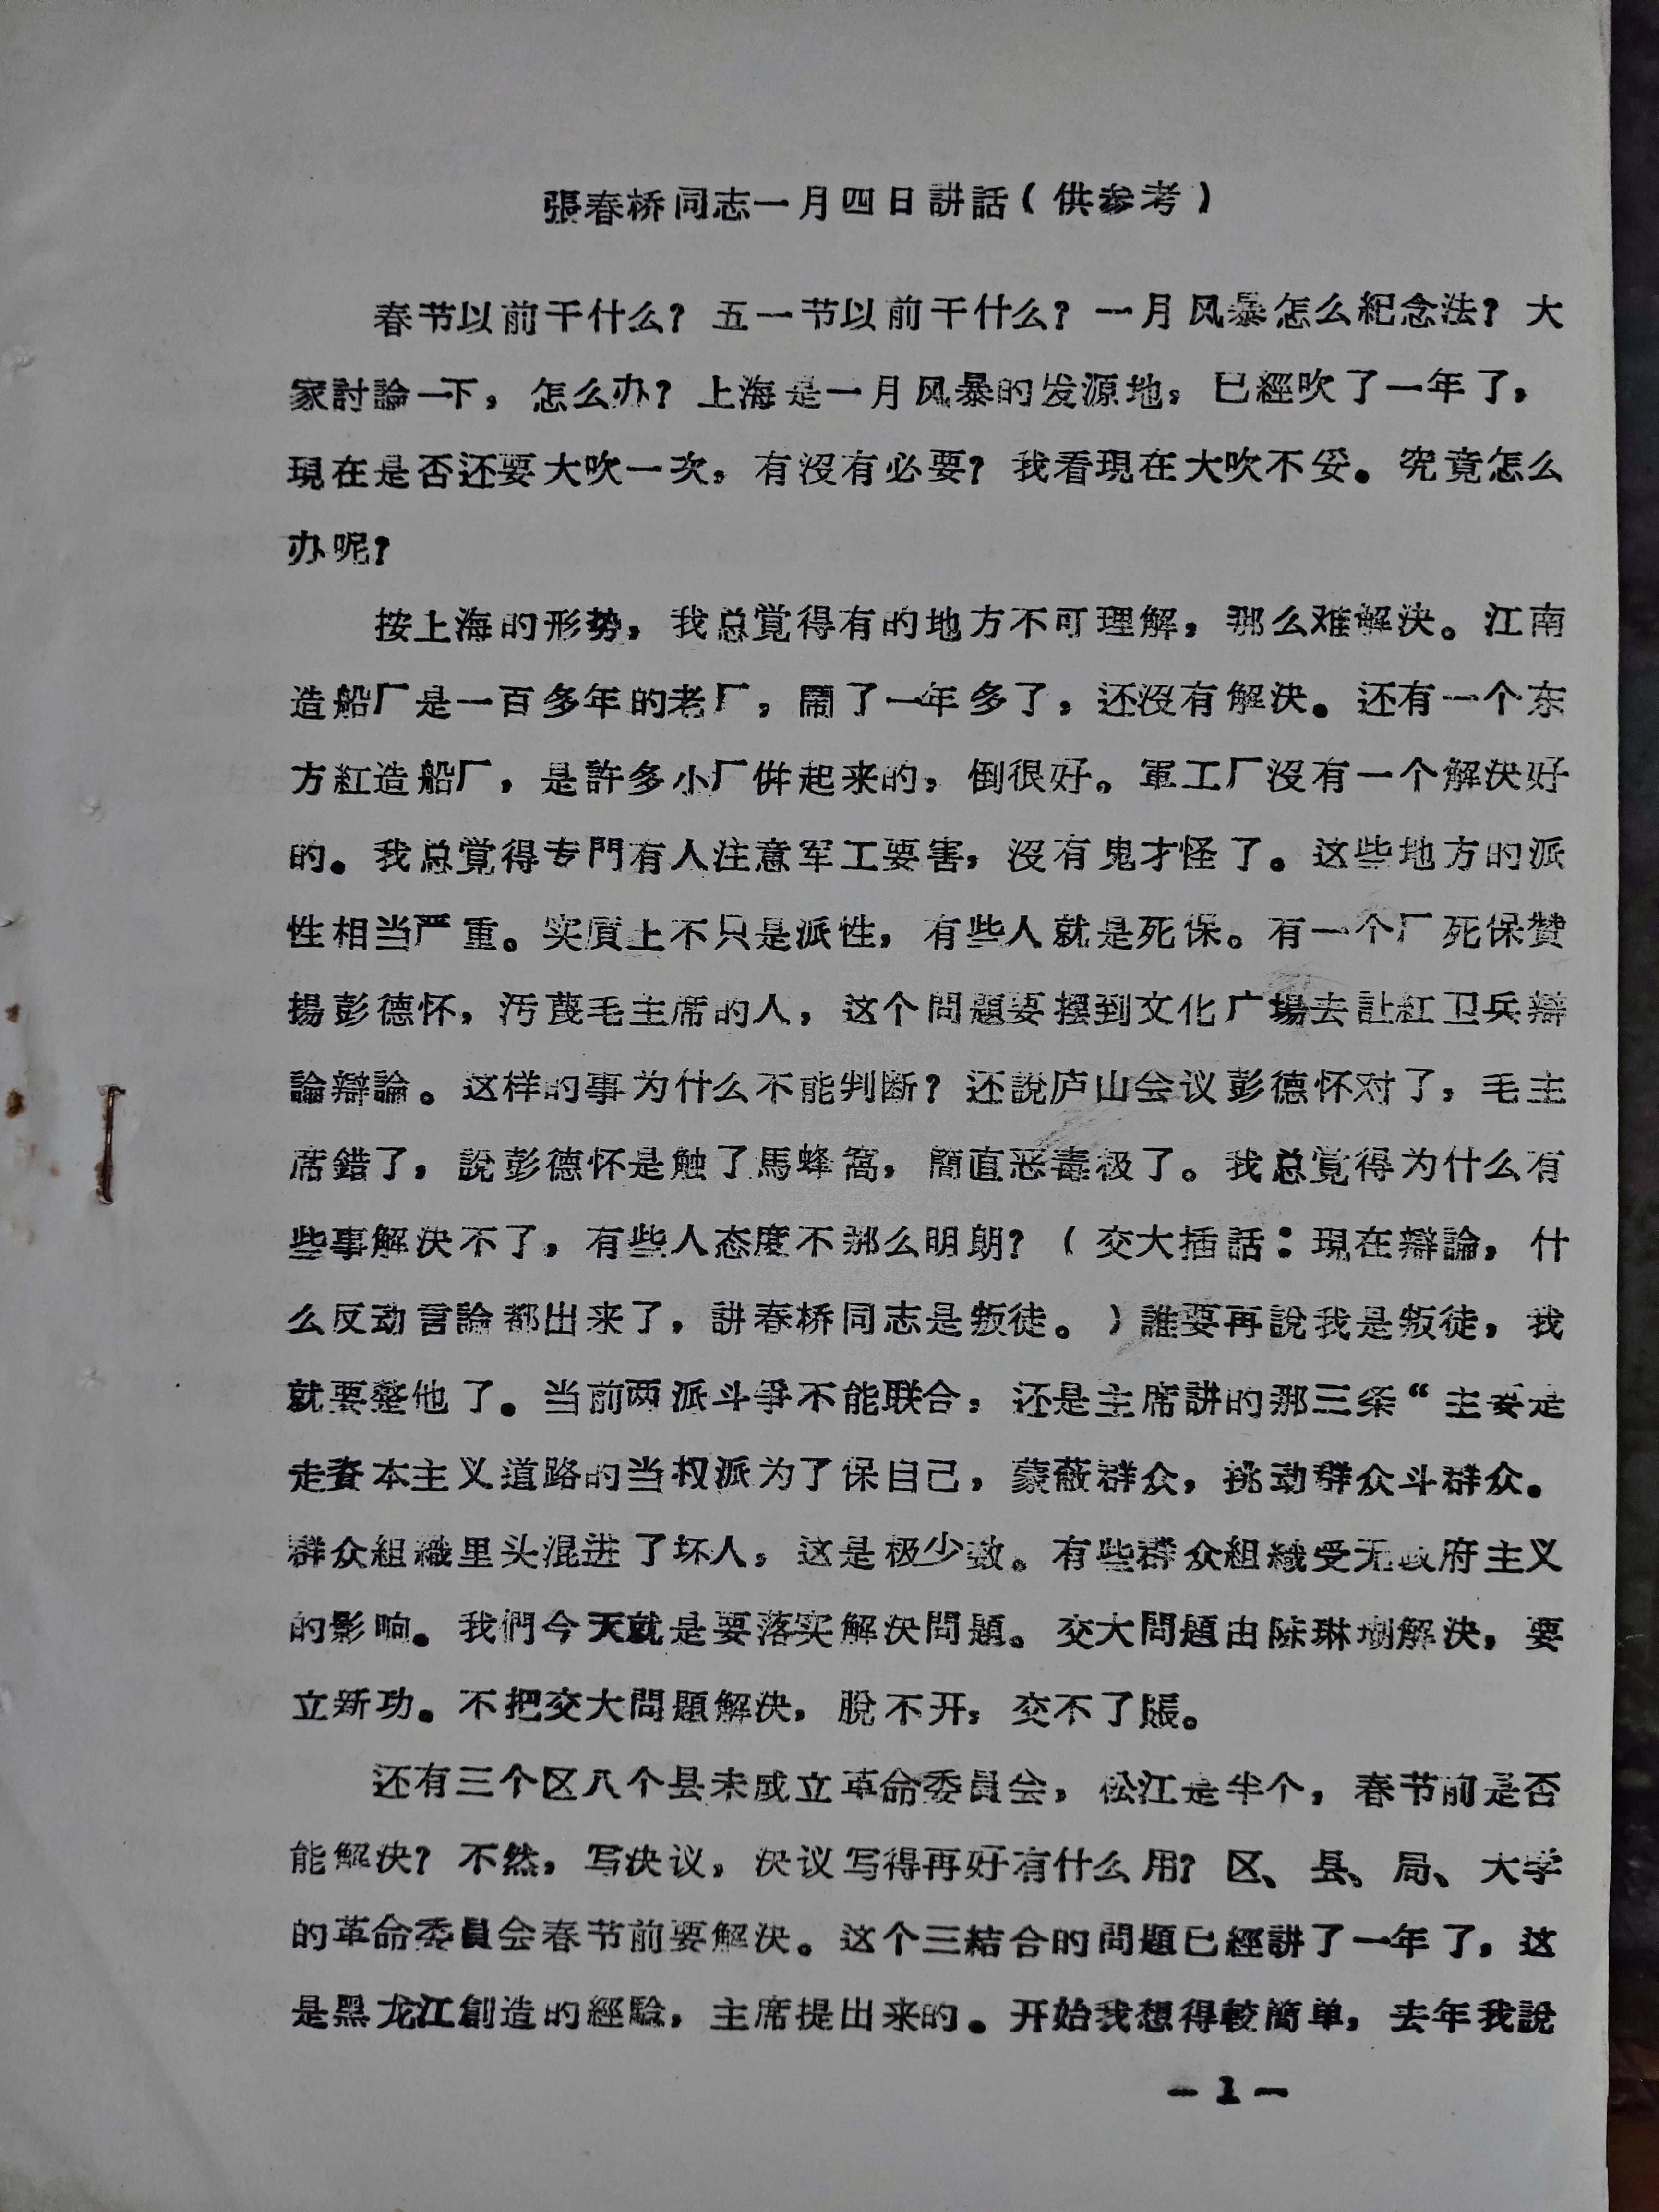 張春桥同志一月四日講話(供参考)
春节以前干什么?五一节以前干什么?一月风暴怎么紀念法?大
家討論一下,怎么办?上海是一月风暴的发源地,已經吹了一年了,
現在是否还要大吹一次,有沒有必要?我看現在大吹不妥。究竟怎么
办呢?
按上海的形势,我总覚得有的地方不可理解,那么难解决。江南
造船厂是一百多年的老厂,鬧了一年多了,还沒有解决。还有一个东
方紅造船厂,是許多小厂併起来的,倒很好。軍工厂沒有一个解决好
的。我总覚得专門有人注意军工要害,沒有鬼才怪了。这些地方的派
性相当严重。实質上不只是派性,有些人就是死保。有一个厂死保赞
揚彭德怀,污蔑毛主席的人,这个問題要摆到文化广場去让紅卫兵辯
論辯論。这样的事为什么不能判断?还說庐山会议彭德怀对了,毛主
席錯了,說彭德怀是触了馬蜂窩,簡直恶毒极了。我总覚得为什么有
些事解决不了,有些人态度不那么明朗?(交大插話:現在辯論,什
么反动言論都出来了,讲春桥同志是叛徒。)誰要再說我是叛徒,我
就要整他了。当前两派斗爭不能联合,还是主席讲的那三条“主要是
走資本主义道路的当权派为了保自己,蒙蔽群众,挑动群众斗群众。
群众組織里头混进了坏人,这是极少数。有些群众組織受无政府主义
的影响。我們今天就是要落实解决問題。交大問題由陈琳瑚解决,要
立新功。不把交大問題解决,脫不开,交不了賬。
还有三个区八个县未成立革命委員会,松江是半个,春节前是否
能解决?不然,写决议,决议写得再好有什么用?区、县、局、大学
的革命委員会春节前要解决。这个三結合的問題已經講了一年了,这
是黑龙江創造的經驗,主席提出来的。开始我想得較簡单,去年我說
—1—